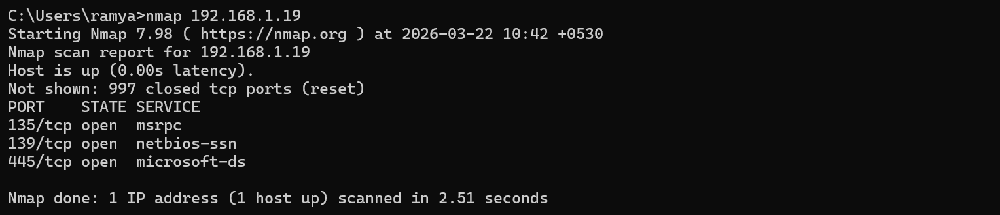 C:\Users\ramya>nmap 192.168.1.19
Starting Nmap 7.98 ( https://nmap.org ) at 2026-03-22 10:42 +0530
Nmap scan report for 192.168.1.19
Host is up (0.00s latency).
Not shown: 997 closed tcp ports (reset)
PORT    STATE SERVICE
135/tcp open  msrpc
139/tcp open  netbios-ssn
445/tcp open  microsoft-ds

Nmap done: 1 IP address (1 host up) scanned in 2.51 seconds